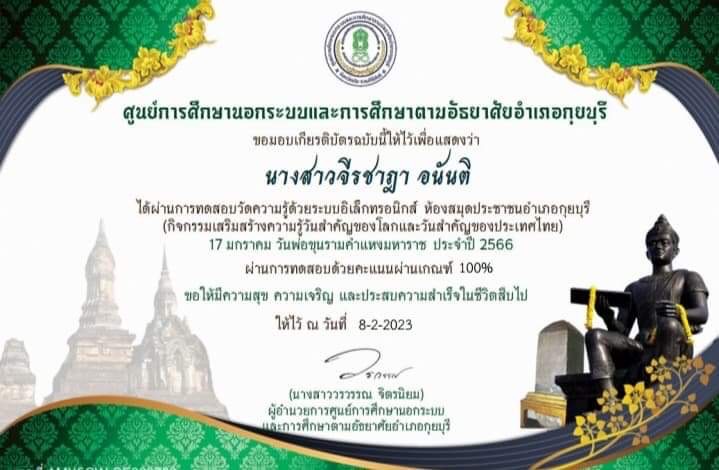 ศูนย์การศึกษานอกระบบและการศึกษาตามอัธยาศัยอำเภอกุยบุรี
ขอมอบเกียรติบัตรฉบับนี้ให้ไว้เพื่อแสดงว่า
นางสาวจีรชาฎา อนันติ
ได้ผ่านการทดสอบวัดความรู้ด้วยระบบอิเล็กทรอนิกส์ ห้องสมุดประชาชนอำเภอกุยบุรี
(กิจกรรมเสริมสร้างความรู้วันสำคัญของโลกและวันสำคัญของประเทศไทย)
17 มกราคม วันพ่อขุนรามคำแหงมหาราช ประจำปี 2566
ผ่านการทดสอบด้วยคะแนนผ่านเกณฑ์ 100%
ขอให้มีความสุข ความเจริญ และประสบความสำเร็จในชีวิตสืบไป
ให้ไว้ ณ วันที่ 8-2-2023
(นางสาววรวรรณ จิตรนิยม)
ผู้อำนวยการศูนย์การศึกษานอกระบบ
และการศึกษาตามอัธยาศัยอำเภอกุยบุรี